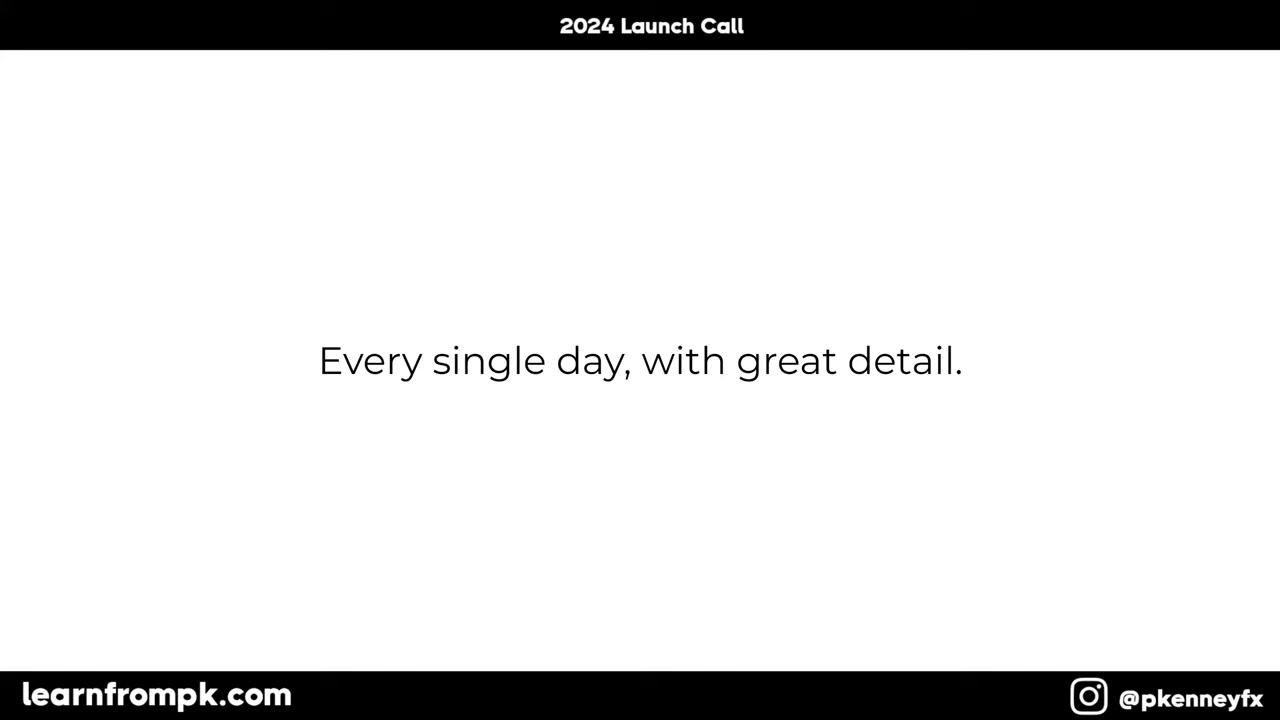 2024 Launch Call
Every single day, with great detail.
learnfrompk.com
@pkenneyfx